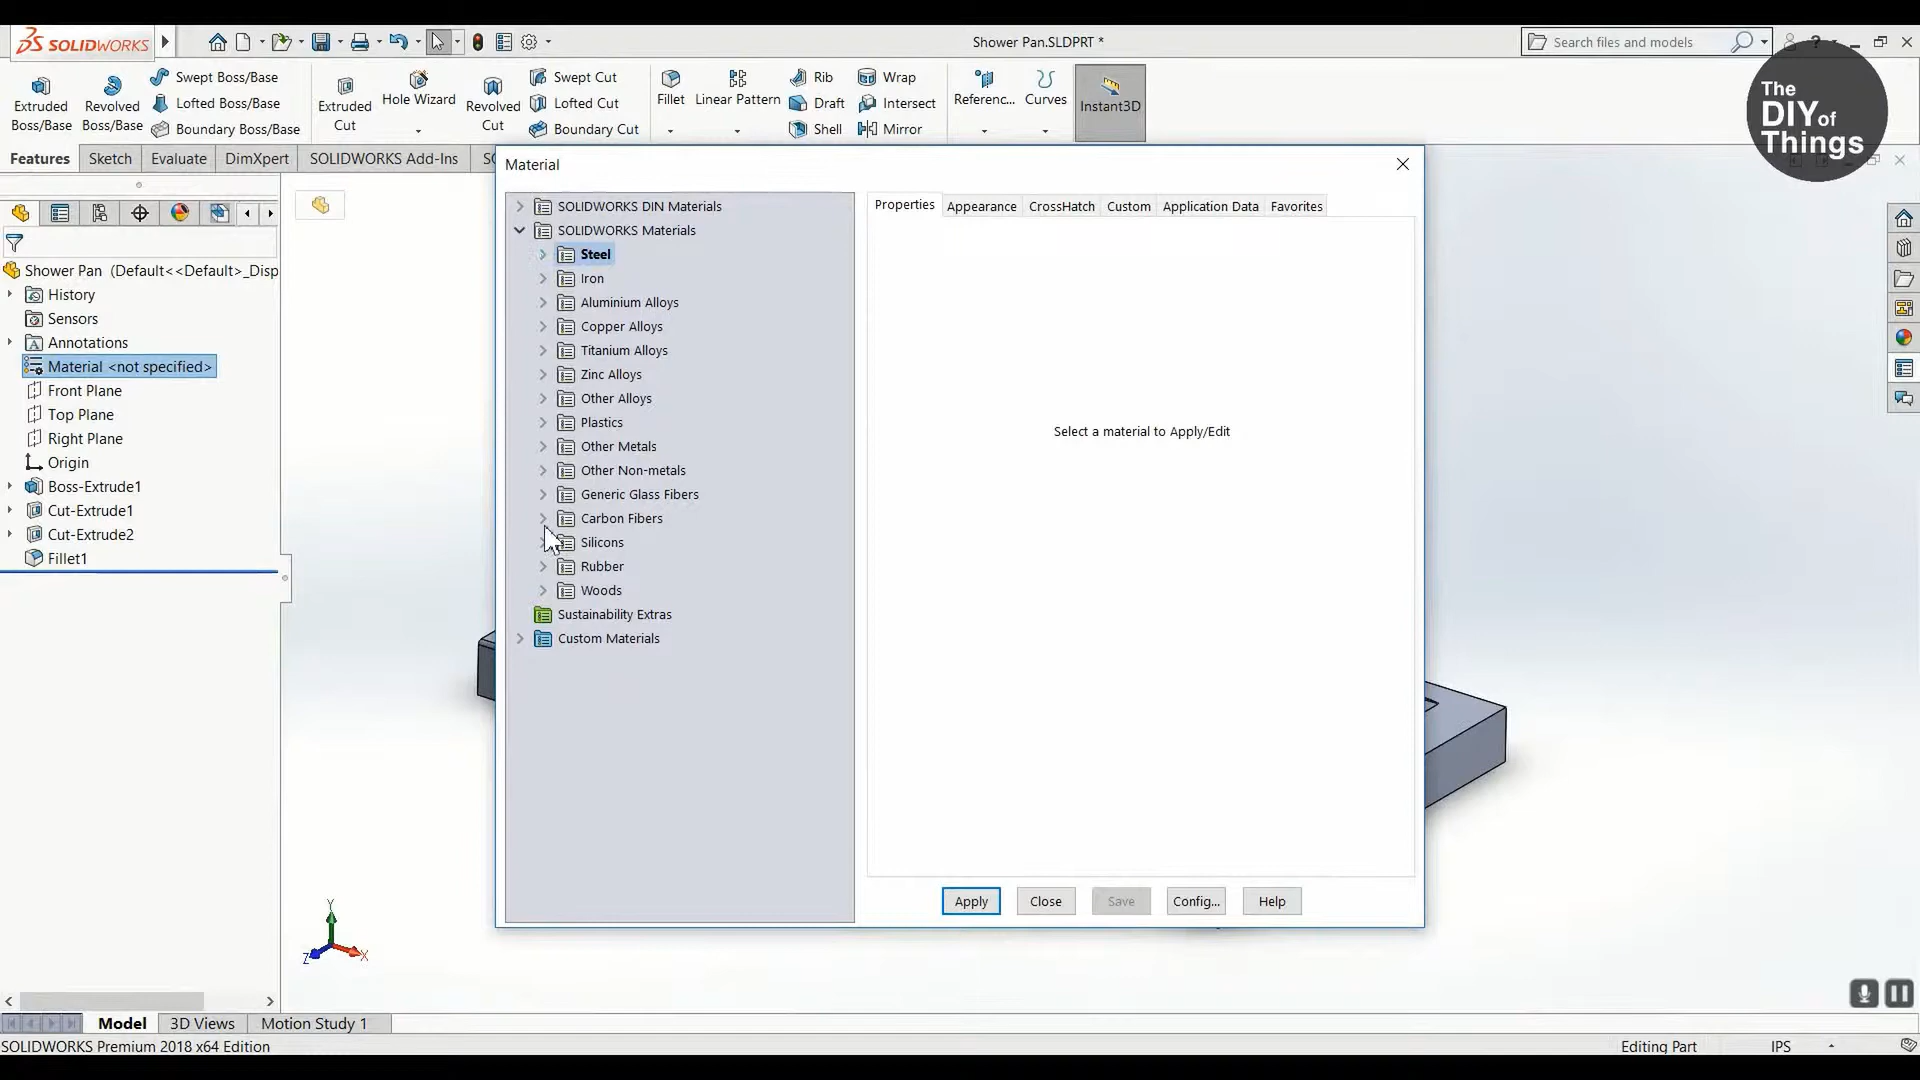 SOLIDWORKS
Shower Pan.SLDPRT *
Search files and models
?
The
DIY of
Things
Extruded Boss/Base
Revolved Boss/Base
Swept Boss/Base
Lofted Boss/Base
Boundary Boss/Base
Extruded Cut
Hole Wizard
Revolved Cut
Swept Cut
Lofted Cut
Boundary Cut
Fillet
Linear Pattern
Rib
Draft
Shell
Wrap
Intersect
Mirror
Referenc...
Curves
Instant3D
Features
Sketch
Evaluate
DimXpert
SOLIDWORKS Add-Ins
Shower Pan (Default<<Default>_Disp
History
Sensors
Annotations
Material <not specified>
Front Plane
Top Plane
Right Plane
Origin
Boss-Extrude1
Cut-Extrude1
Cut-Extrude2
Fillet1
Material
SOLIDWORKS DIN Materials
SOLIDWORKS Materials
Steel
Iron
Aluminium Alloys
Copper Alloys
Titanium Alloys
Zinc Alloys
Other Alloys
Plastics
Other Metals
Other Non-metals
Generic Glass Fibers
Carbon Fibers
Silicons
Rubber
Woods
Sustainability Extras
Custom Materials
Properties
Appearance
CrossHatch
Custom
Application Data
Favorites
Select a material to Apply/Edit
Apply
Close
Save
Config...
Help
Y
Z
X
Model
3D Views
Motion Study 1
SOLIDWORKS Premium 2018 x64 Edition
Editing Part
IPS